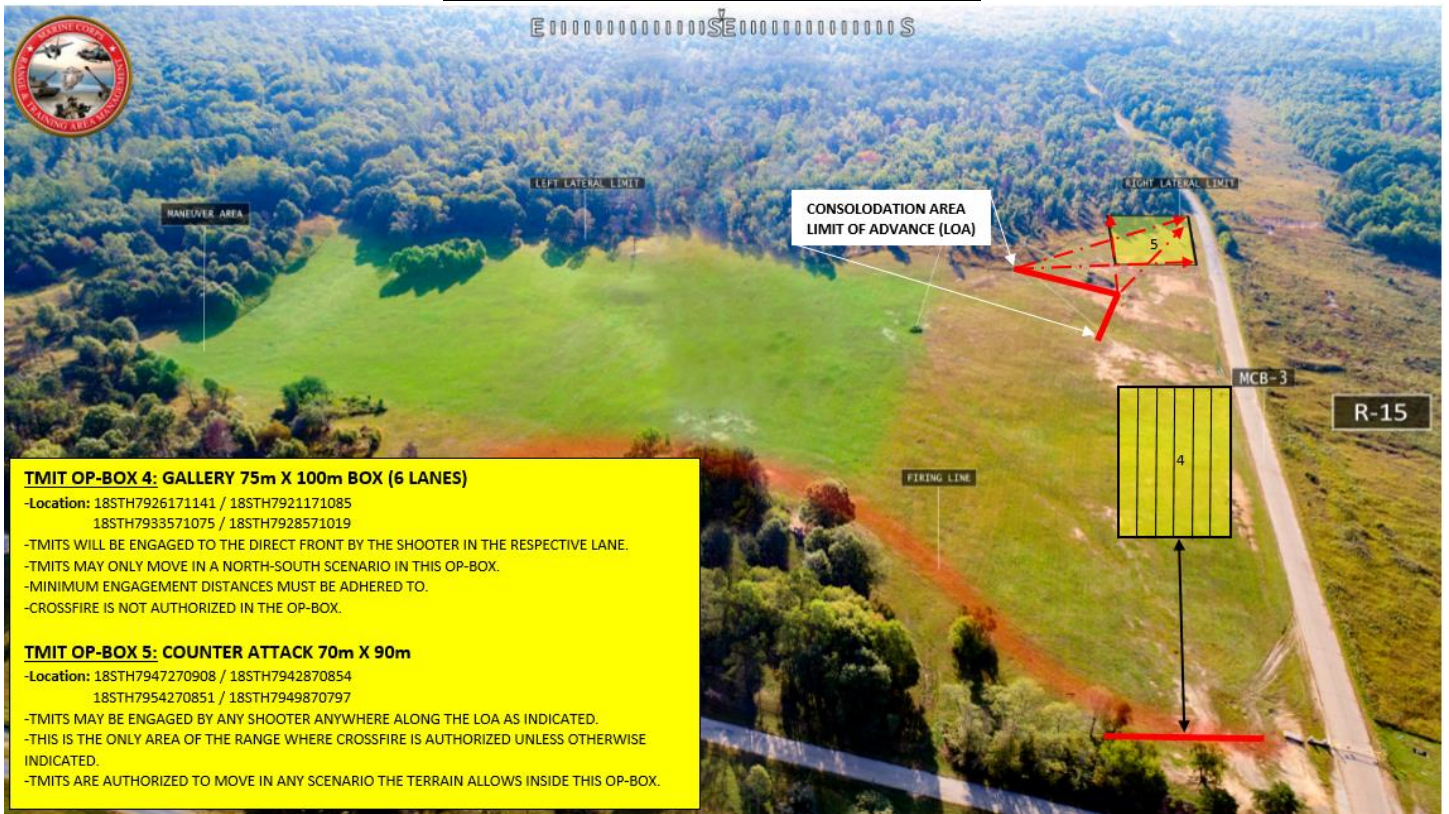 E SE S
MARINE CORPS
RANGE & TRAINING AREA MANAGEMENT
LEFT LATERAL LIMIT
RIGHT LATERAL LIMIT
MANEUVER AREA
CONSOLODATION AREA
LIMIT OF ADVANCE (LOA)
5
MCB-3
R-15
4
FIRING LINE
TMIT OP-BOX 4: GALLERY 75m X 100m BOX (6 LANES)
-Location: 18STH7926171141 / 18STH7921171085
18STH7933571075 / 18STH7928571019
-TMITS WILL BE ENGAGED TO THE DIRECT FRONT BY THE SHOOTER IN THE RESPECTIVE LANE.
-TMITS MAY ONLY MOVE IN A NORTH-SOUTH SCENARIO IN THIS OP-BOX.
-MINIMUM ENGAGEMENT DISTANCES MUST BE ADHERED TO.
-CROSSFIRE IS NOT AUTHORIZED IN THE OP-BOX.
TMIT OP-BOX 5: COUNTER ATTACK 70m X 90m
-Location: 18STH7947270908 / 18STH7942870854
18STH7954270851 / 18STH7949870797
-TMITS MAY BE ENGAGED BY ANY SHOOTER ANYWHERE ALONG THE LOA AS INDICATED.
-THIS IS THE ONLY AREA OF THE RANGE WHERE CROSSFIRE IS AUTHORIZED UNLESS OTHERWISE
INDICATED.
-TMITS ARE AUTHORIZED TO MOVE IN ANY SCENARIO THE TERRAIN ALLOWS INSIDE THIS OP-BOX.